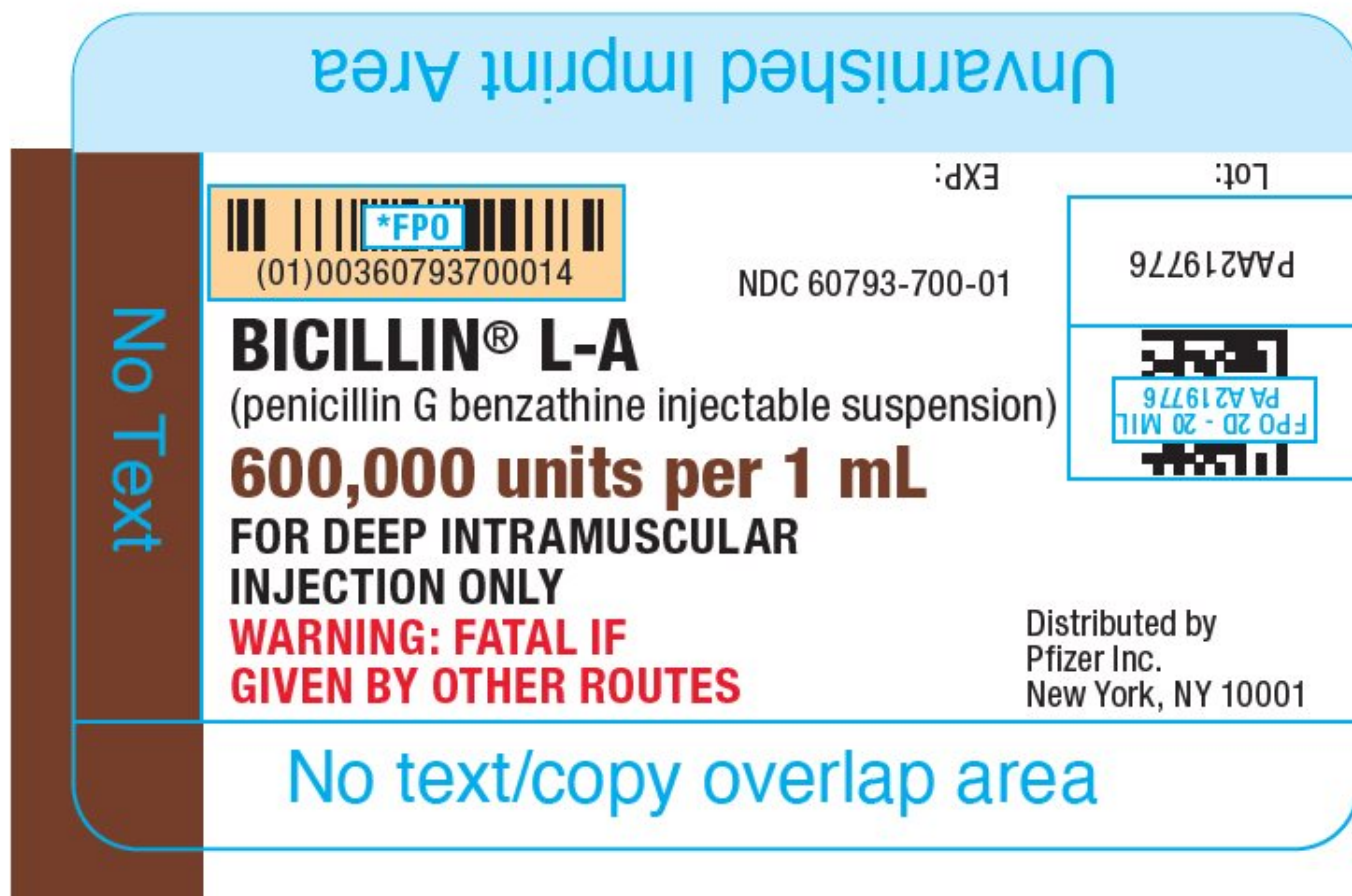 Unvarnished Imprint Area
EXP:
Lot:
*FPO
(01)00360793700014
NDC 60793-700-01
PAA219776
BICILLIN® L-A
(penicillin G benzathine injectable suspension)
600,000 units per 1 mL
FOR DEEP INTRAMUSCULAR
INJECTION ONLY
WARNING: FATAL IF
GIVEN BY OTHER ROUTES
FPO 2D - 20 MIL
PA A219776
Distributed by
Pfizer Inc.
New York, NY 10001
No Text
No text/copy overlap area